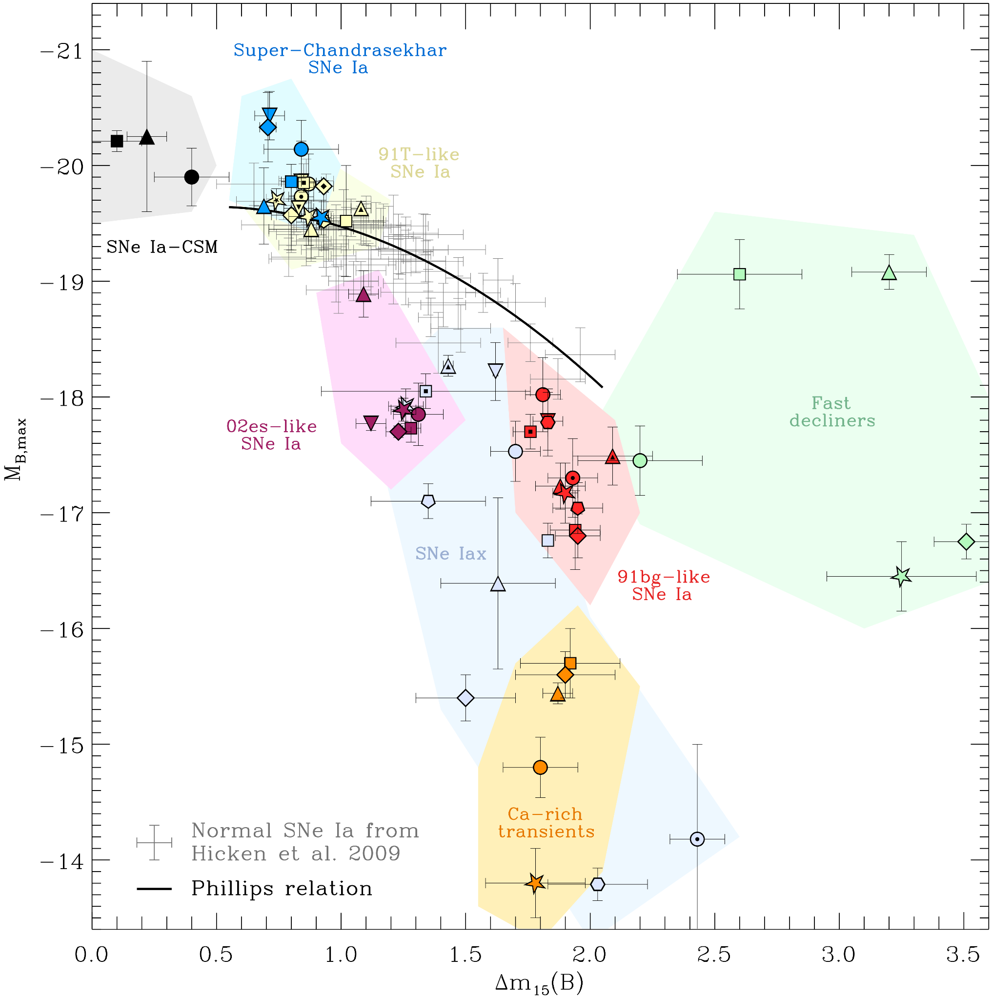 Super-Chandrasekhar
SNe Ia
91T-like
SNe Ia
SNe Ia-CSM
02es-like
SNe Ia
Fast
decliners
SNe Iax
91bg-like
SNe Ia
Ca-rich
transients
Normal SNe Ia from
Hicken et al. 2009
Phillips relation
-21
-20
-19
-18
-17
-16
-15
-14
M_B,max
0.0 0.5 1.0 1.5 2.0 2.5 3.0 3.5
Δm₁₅(B)